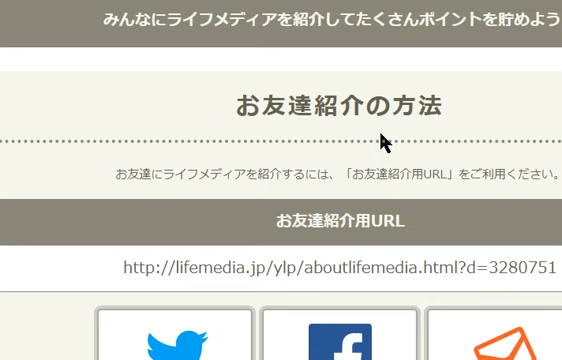 みんなにライフメディアを紹介してたくさんポイントを貯めよう
お友達紹介の方法
お友達にライフメディアを紹介するには、「お友達紹介用URL」をご利用ください。
お友達紹介用URL
http://lifemedia.jp/ylp/aboutlifemedia.html?d=3280751